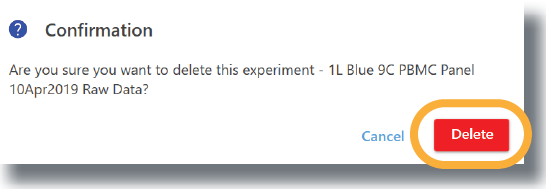 Confirmation
Are you sure you want to delete this experiment - 1L Blue 9C PBMC Panel
10Apr2019 Raw Data?
Cancel
Delete